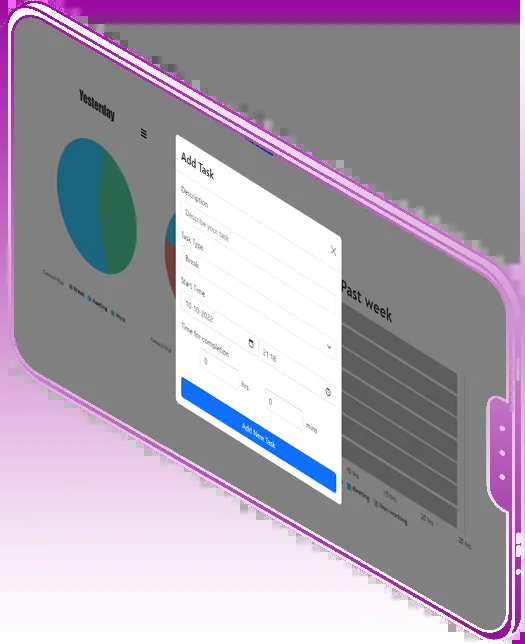 Yesterday
Add Task
Description
Describe your task
Task Type
Break
Start Time
10-10-2022
21:18
Time for completion
0
hrs
0
mins
Add New Task
Break
Meeting
Work
Past week
10 hrs
15 hrs
20 hrs
25 hrs
Meeting
Not working